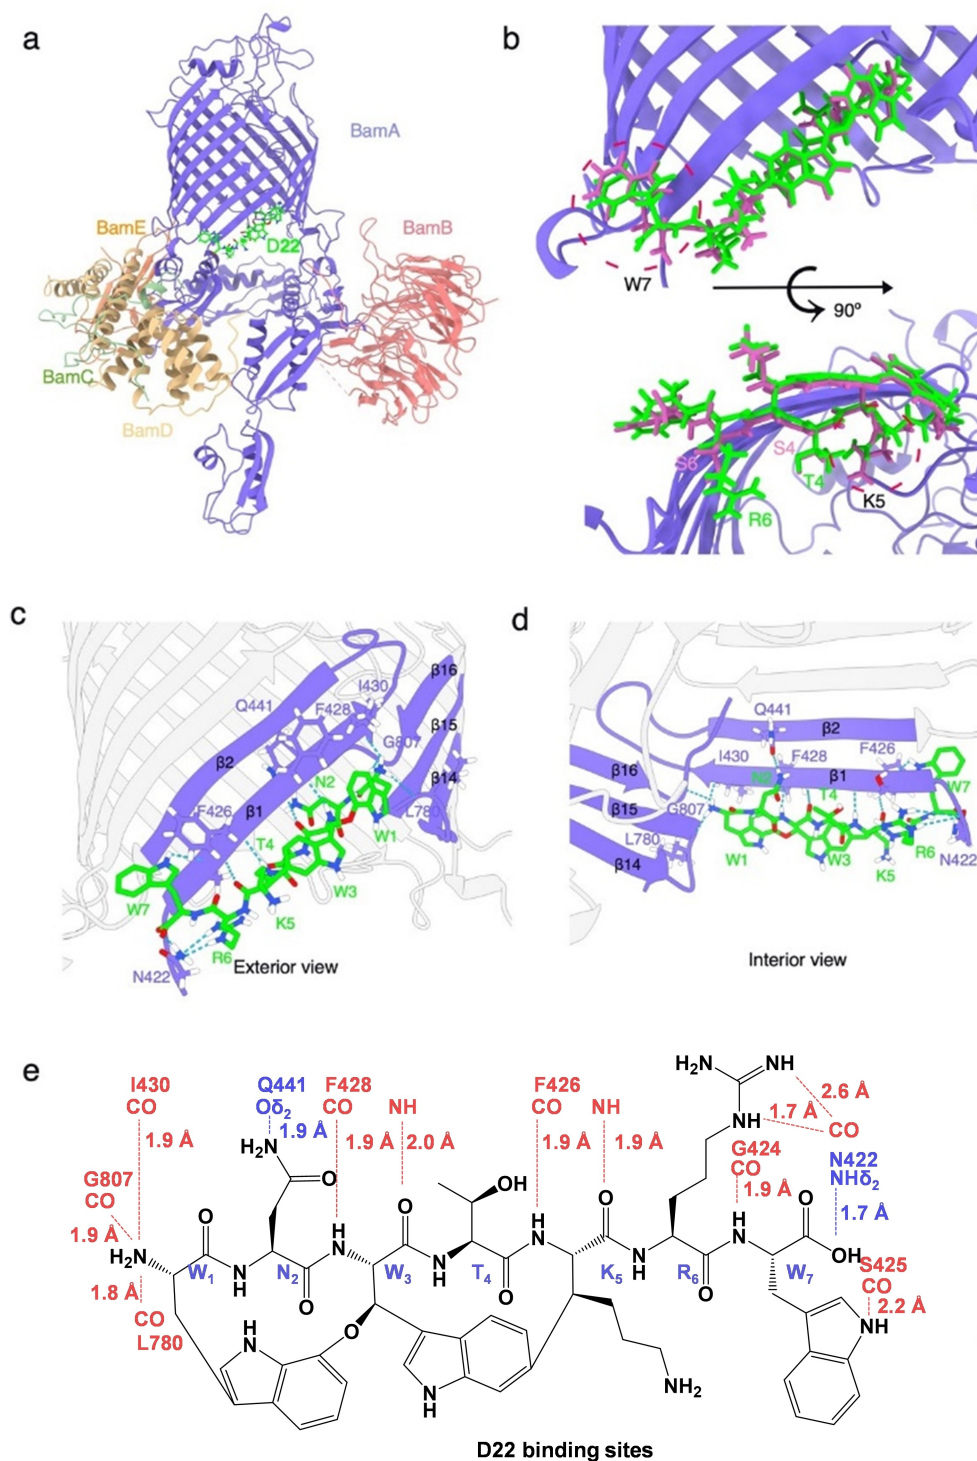 a
BamA
BamE
D22
BamB
BamC
BamD
b
W7
90º
S6
S4
T4
K5
R6
c
β16
I430
Q441
F428
β15
G807
β2
β14
N2
F426
β1
L780
T4
W1
W3
W7
K5
R6
N422
Exterior view
d
Q441
β2
β16
I430
F428
F426
N2
β1
T4
W7
β15
G807
L780
β14
W1
W3
K5
R6
N422
Interior view
e
I430
CO
1.9 Å
Q441
Oδ2
1.9 Å
F428
CO
NH
1.9 Å
2.0 Å
F426
CO
NH
1.9 Å
1.9 Å
H2N
NH
2.6 Å
1.7 Å
NH
CO
G424
CO
1.9 Å
N422
NHδ2
1.7 Å
G807
CO
1.9 Å
H2N
O
OH
H2N
O
W1
N
H
N2
O
H
N
O
W3
N
H
T4
O
H
N
O
K5
N
H
R6
O
H
N
O
W7
OH
1.8 Å
CO
L780
S425
CO
2.2 Å
NH
H
N
O
N
H
NH2
D22 binding sites